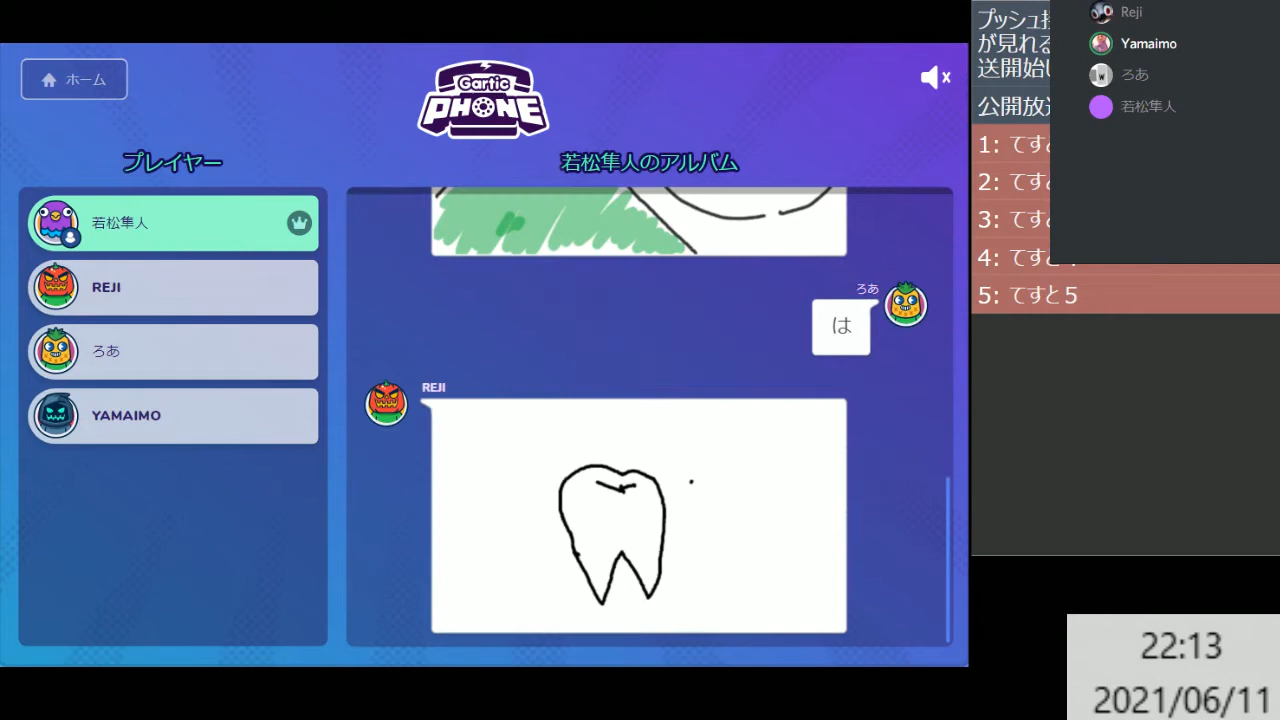 ホーム
Gartic
PHONE
プレイヤー
若松隼人のアルバム
若松隼人
REJI
ろあ
YAMAIMO
ろあ
は
REJI
プッシュ
が見れる
送開始
公開放
1: てすと
2: てすと
3: てすと
4: てすと
5: てすと5
Reji
Yamaimo
ろあ
若松隼人
22:13
2021/06/11